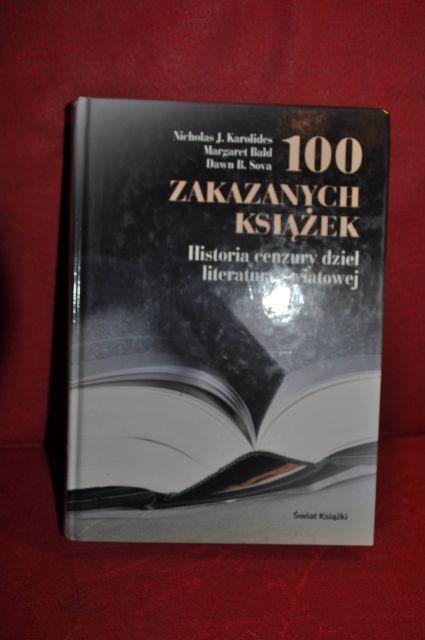 Nicholas J. Karolides
Margaret Bald
Dawn B. Sova
100
ZAKAZANYCH
KSIĄŻEK
Historia cenzury dzieł
literatury światowej
Świat Książki